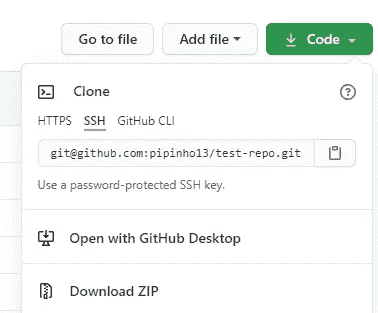 Go to file Add file Code
Clone
HTTPS SSH GitHub CLI
git@github.com:pipinho13/test-repo.git
Use a password-protected SSH key.
Open with GitHub Desktop
Download ZIP